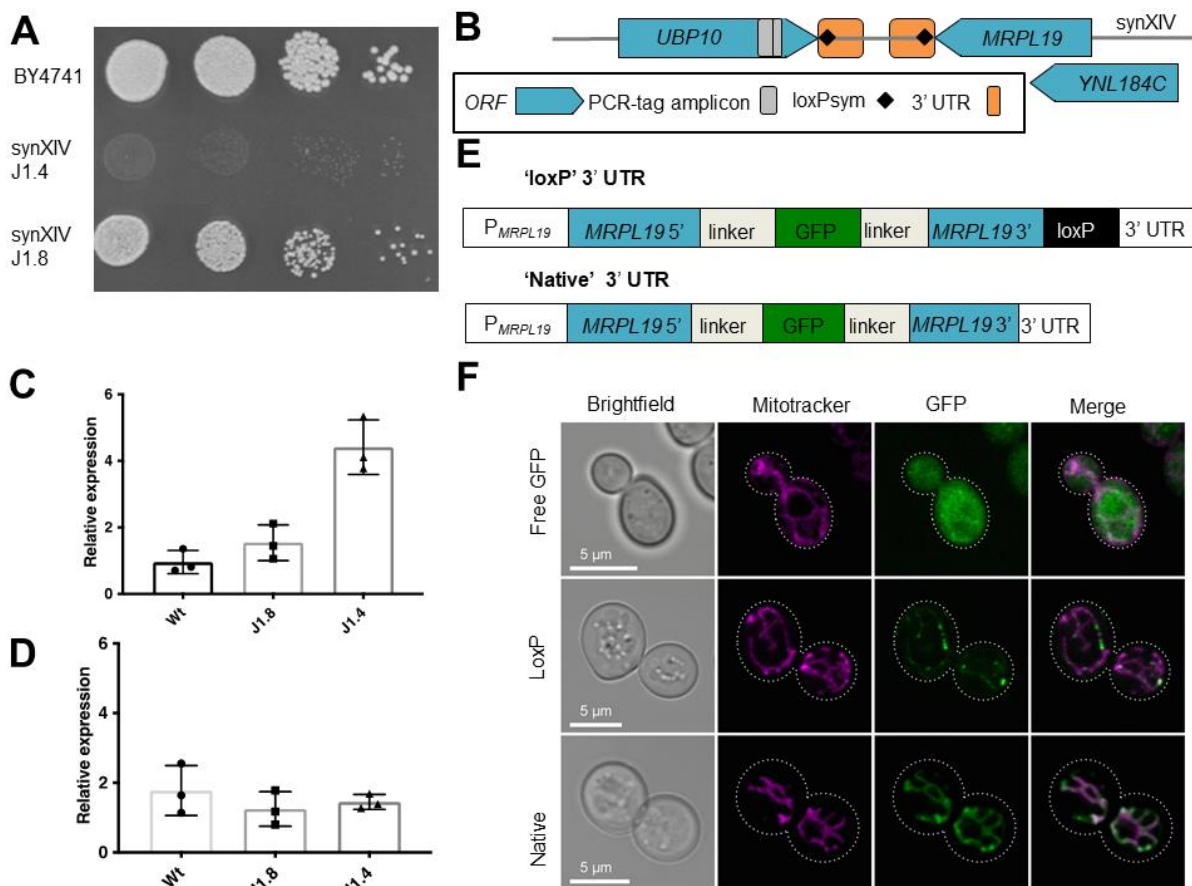 A
BY4741
synXIV
J1.4
synXIV
J1.8
B
UBP10
MRPL19
synXIV
YNL184C
ORF
PCR-tag amplicon
loxPsym
3' UTR
E
'loxP' 3' UTR
PMRPL19
MRPL19 5'
linker
GFP
linker
MRPL19 3'
loxP
3' UTR
'Native' 3' UTR
PMRPL19
MRPL19 5'
linker
GFP
linker
MRPL19 3'
3' UTR
C
Relative expression
6
4
2
0
Wt
J1.8
J1.4
D
Relative expression
6
4
2
0
Wt
J1.8
J1.4
F
Brightfield
Mitotracker
GFP
Merge
Free GFP
5 µm
LoxP
5 µm
Native
5 µm